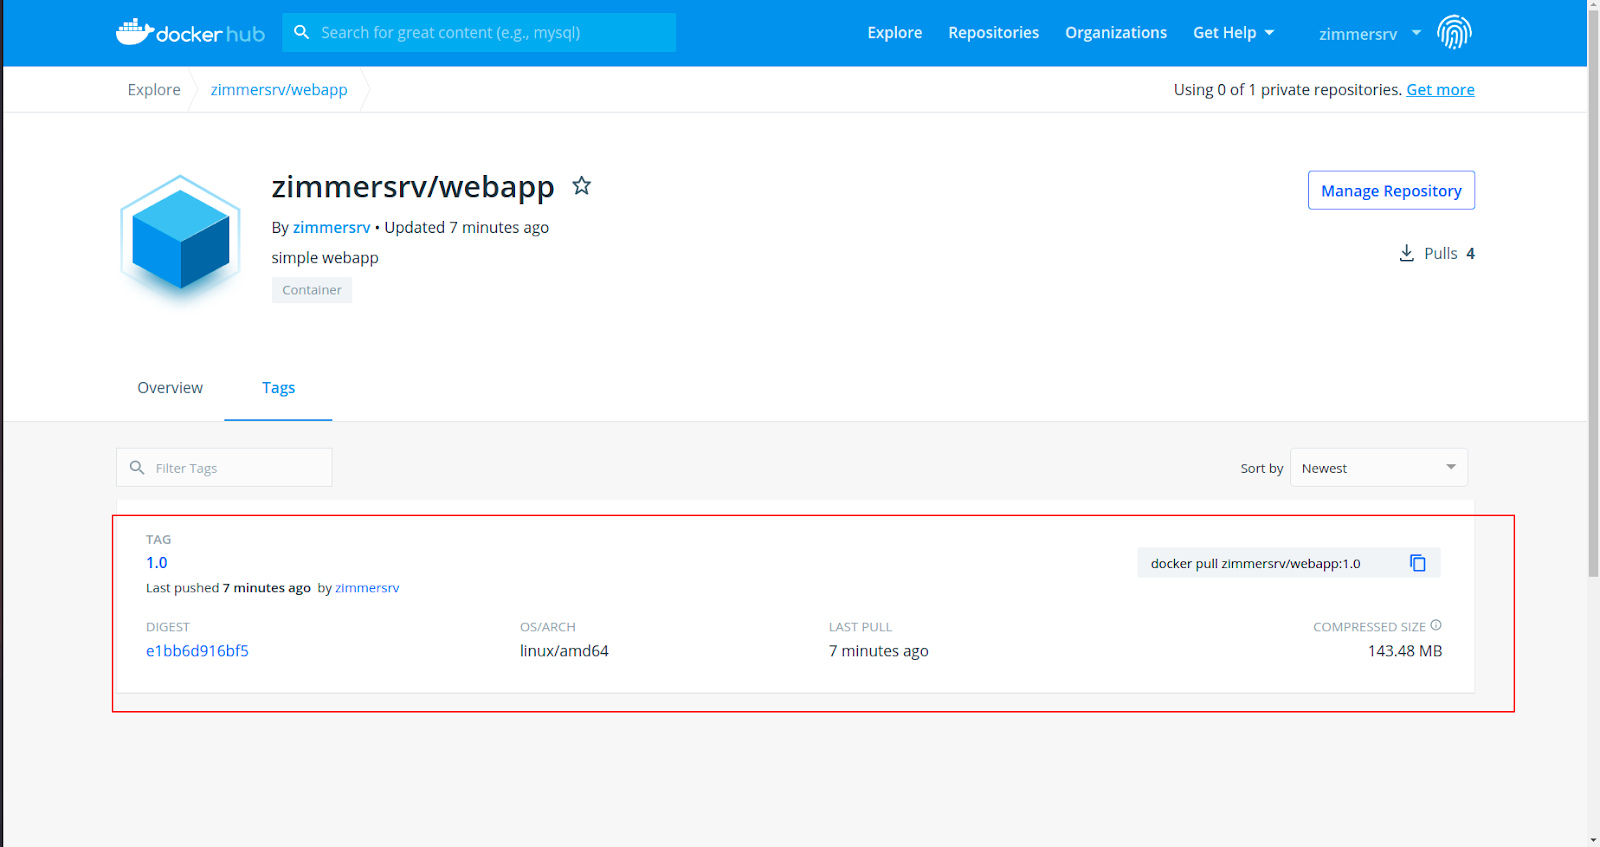 docker hub
Search for great content (e.g., mysql)
Explore
Repositories
Organizations
Get Help
zimmersrv
Explore
zimmersrv/webapp
Using 0 of 1 private repositories. Get more
zimmersrv/webapp
Manage Repository
By zimmersrv • Updated 7 minutes ago
Pulls 4
simple webapp
Container
Overview
Tags
Filter Tags
Sort by
Newest
TAG
1.0
docker pull zimmersrv/webapp:1.0
Last pushed 7 minutes ago by zimmersrv
DIGEST
OS/ARCH
LAST PULL
COMPRESSED SIZE
e1bb6d916bf5
linux/amd64
7 minutes ago
143.48 MB